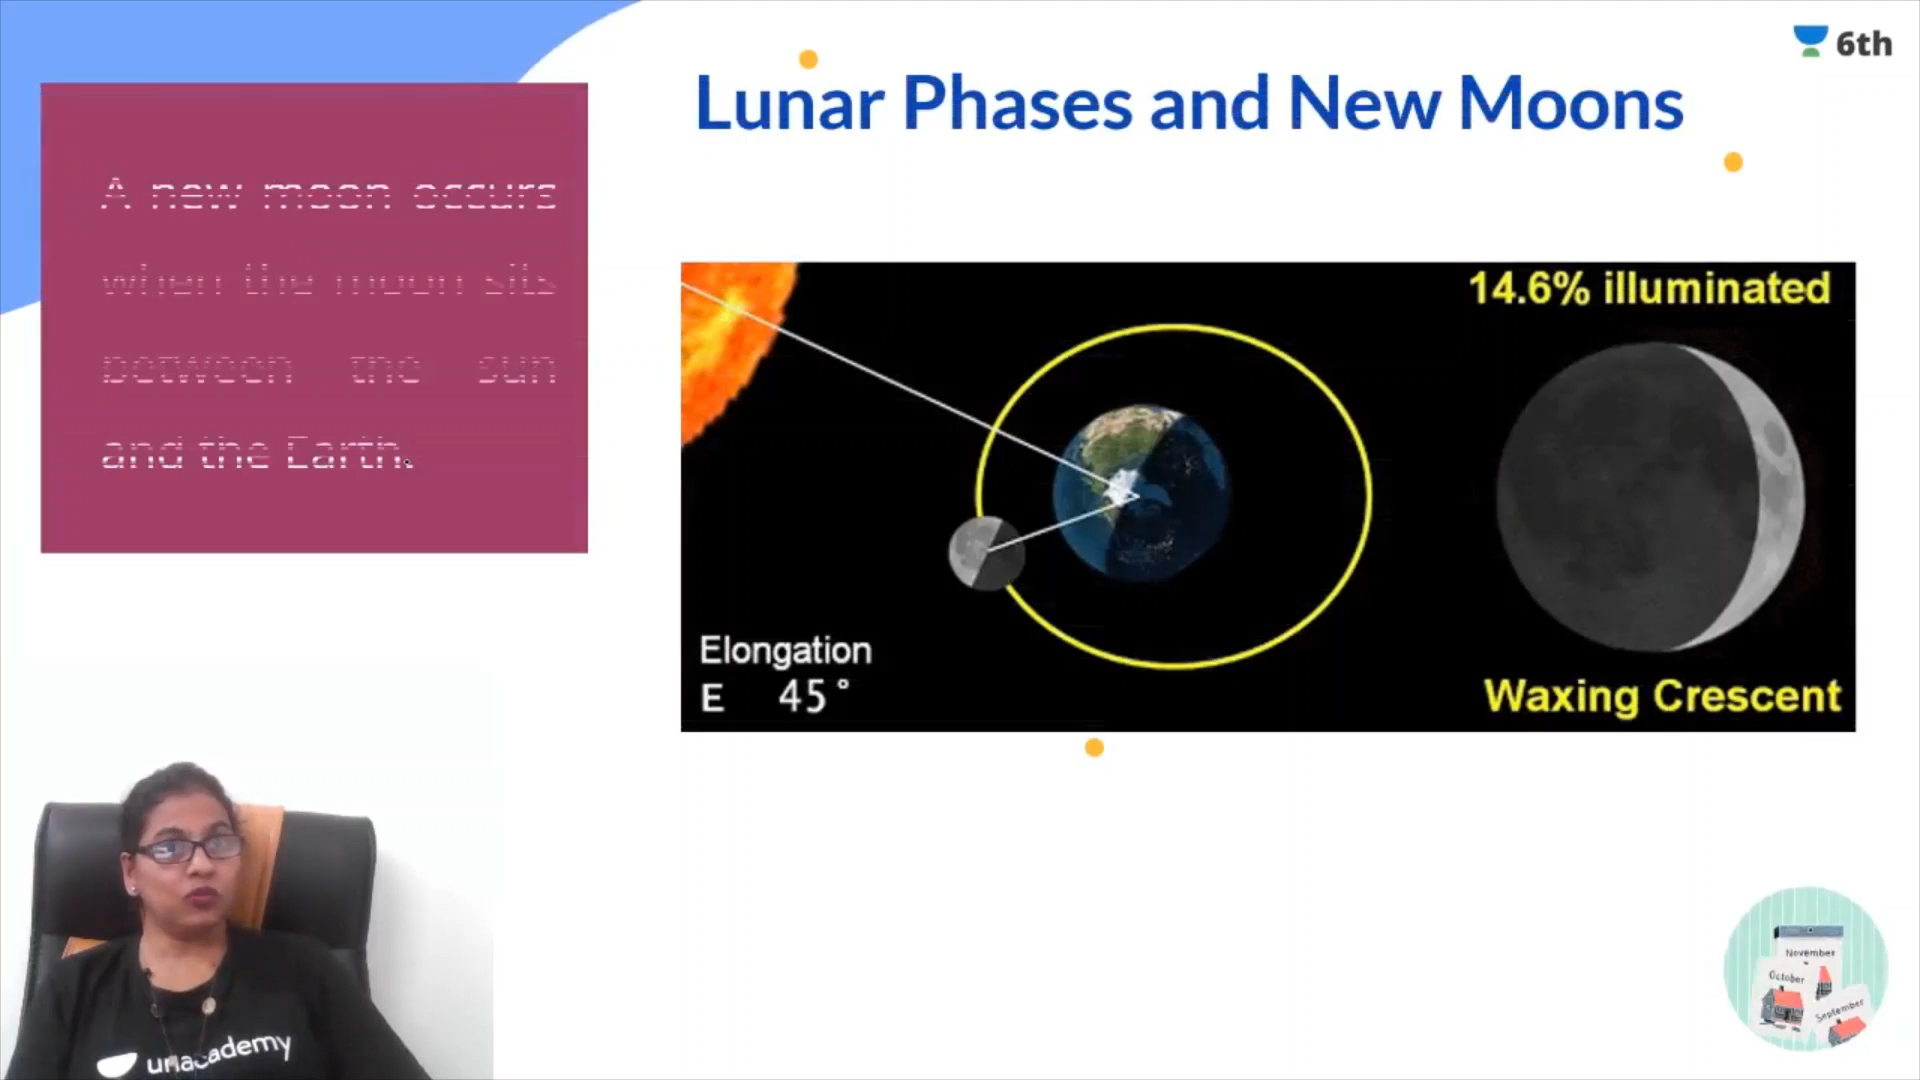 6th
Lunar Phases and New Moons
A new moon occurs
when the moon sits
between the sun
and the Earth.
14.6% illuminated
Elongation
E 45°
Waxing Crescent
unacademy
November
October
September